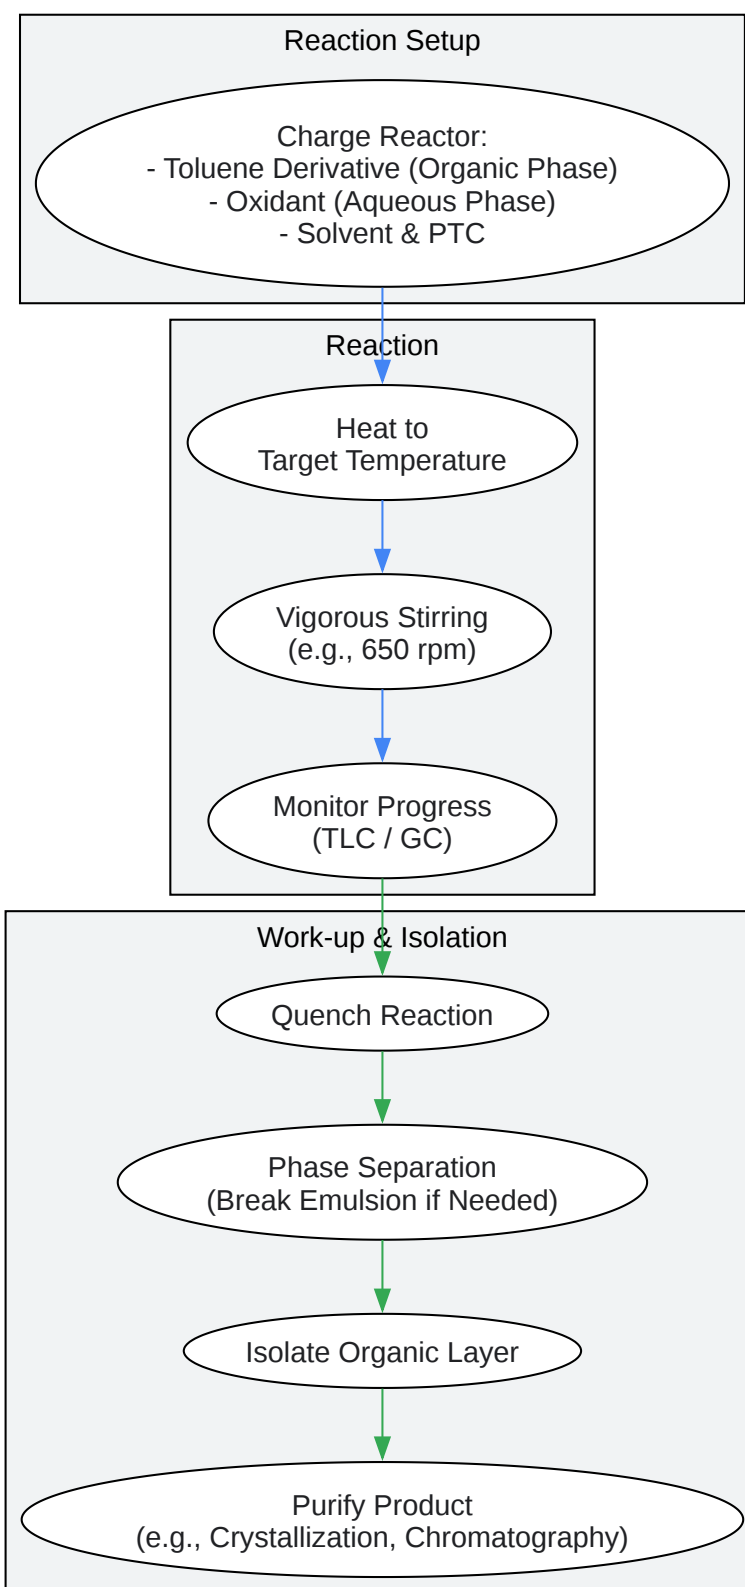 Reaction Setup
Charge Reactor:
- Toluene Derivative (Organic Phase)
- Oxidant (Aqueous Phase)
- Solvent & PTC
Reaction
Heat to
Target Temperature
Vigorous Stirring
(e.g., 650 rpm)
Monitor Progress
(TLC / GC)
Work-up & Isolation
Quench Reaction
Phase Separation
(Break Emulsion if Needed)
Isolate Organic Layer
Purify Product
(e.g., Crystallization, Chromatography)